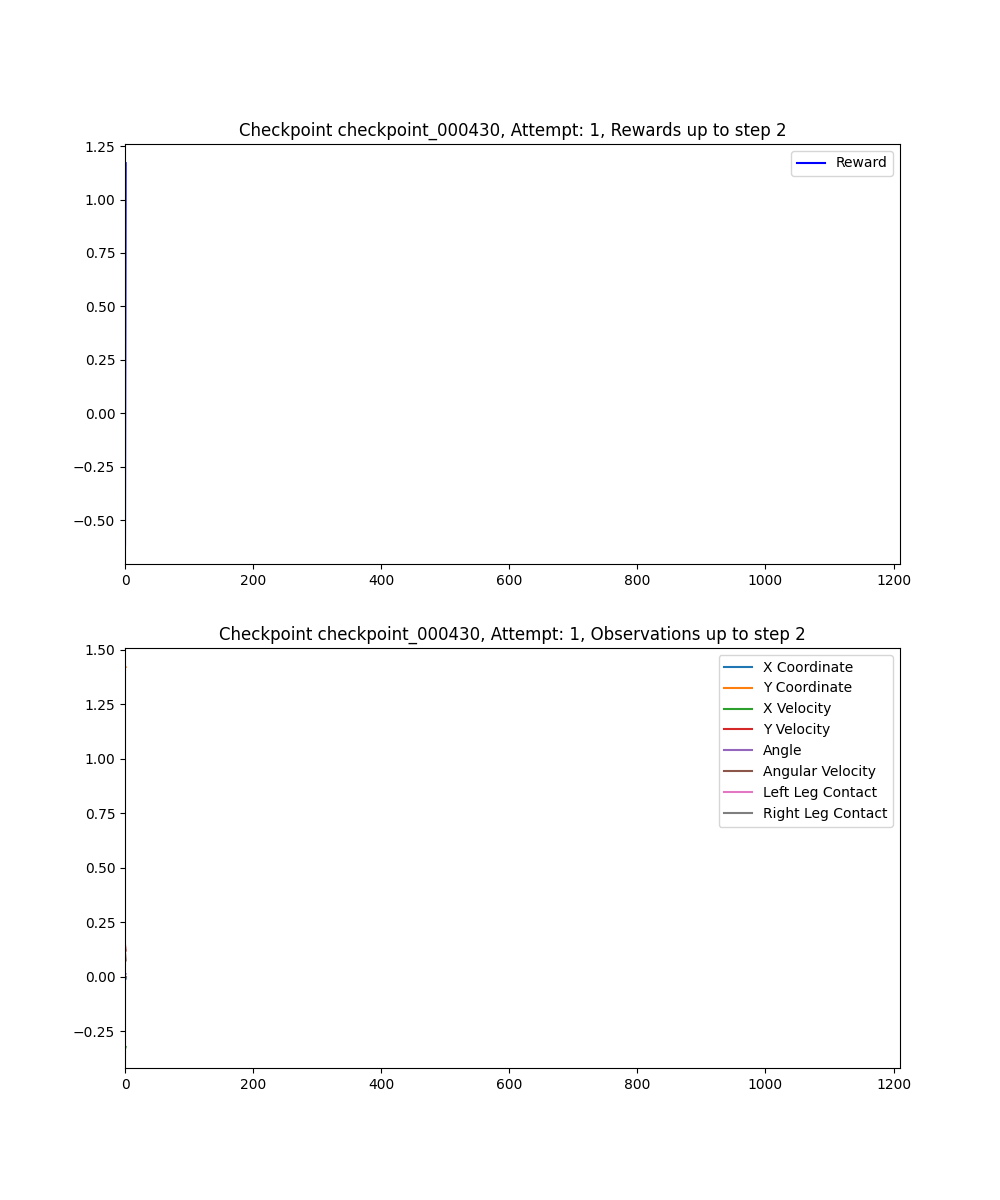 Checkpoint checkpoint_000430, Attempt: 1, Rewards up to step 2
1.25
1.00
0.75
0.50
0.25
0.00
−0.25
−0.50
Reward
0 200 400 600 800 1000 1200
Checkpoint checkpoint_000430, Attempt: 1, Observations up to step 2
1.50
1.25
1.00
0.75
0.50
0.25
0.00
−0.25
X Coordinate
Y Coordinate
X Velocity
Y Velocity
Angle
Angular Velocity
Left Leg Contact
Right Leg Contact
0 200 400 600 800 1000 1200